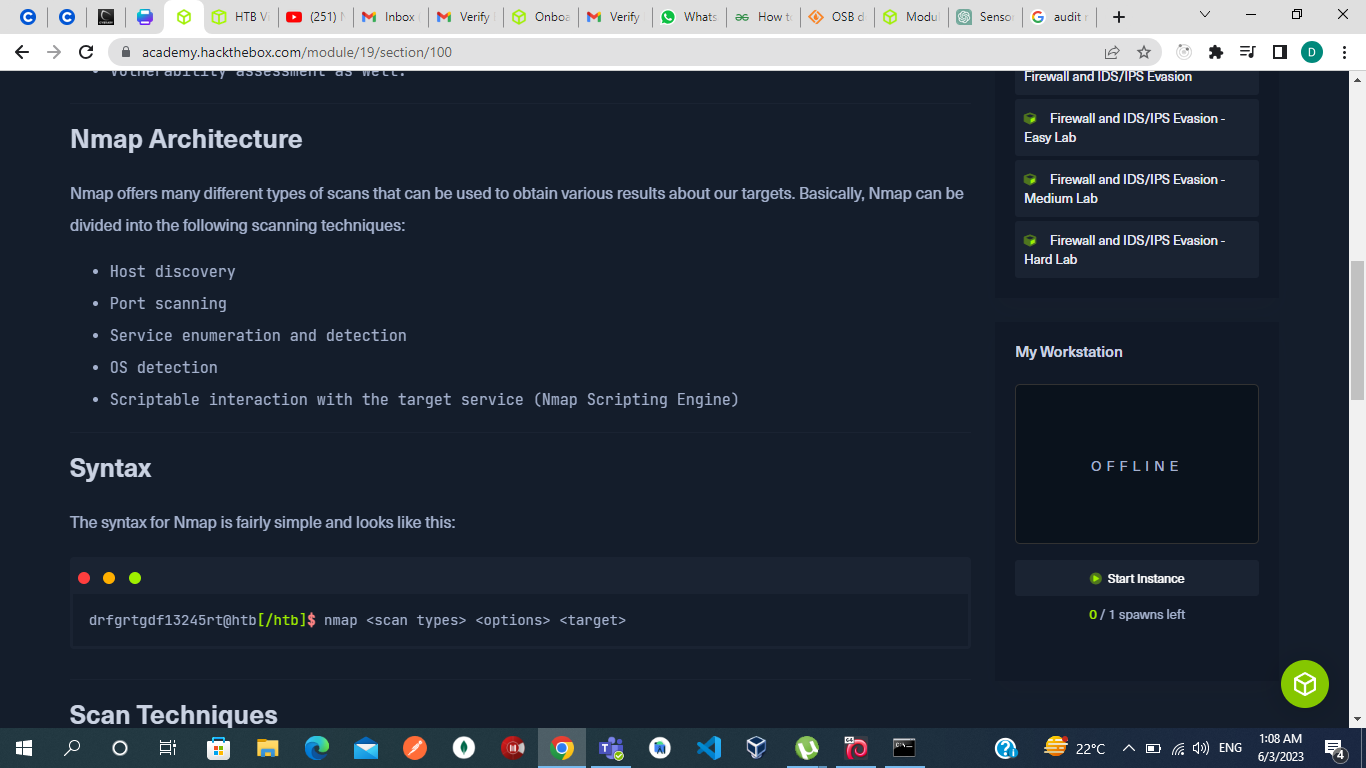 (251) N
Inbox
Verify
Onboa
Verify
Whats
How to
OSB d
Modul
Sensor
audit
academy.hackthebox.com/module/19/section/100
D
Vulnerability assessment as well.
Nmap Architecture
Nmap offers many different types of scans that can be used to obtain various results about our targets. Basically, Nmap can be
divided into the following scanning techniques:
• Host discovery
• Port scanning
• Service enumeration and detection
• OS detection
• Scriptable interaction with the target service (Nmap Scripting Engine)
Syntax
The syntax for Nmap is fairly simple and looks like this:
drfgrtgdf13245rt@htb[/htb]$ nmap <scan types> <options> <target>
Scan Techniques
Firewall and IDS/IPS Evasion
Firewall and IDS/IPS Evasion -
Easy Lab
Firewall and IDS/IPS Evasion -
Medium Lab
Firewall and IDS/IPS Evasion -
Hard Lab
My Workstation
OFFLINE
Start Instance
0 / 1 spawns left
22°C
ENG
1:08 AM
6/3/2023
4